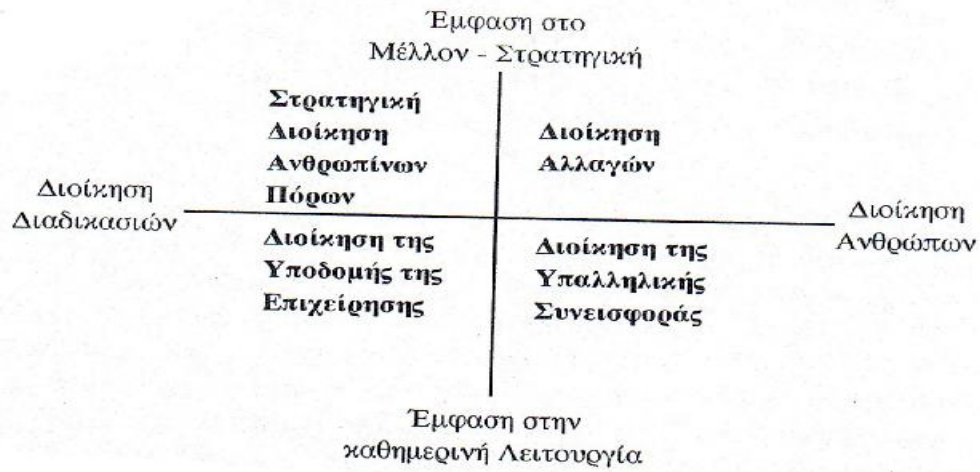 Έμφαση στο
Μέλλον - Στρατηγική
Στρατηγική
Διοίκηση
Ανθρωπίνων
Πόρων
Διοίκηση
Αλλαγών
Διοίκηση
Διαδικασιών
Διοίκηση
Ανθρώπων
Διοίκηση της
Υποδομής της
Επιχείρησης
Διοίκηση της
Υπαλληλικής
Συνεισφοράς
Έμφαση στην
καθημερινή Λειτουργία